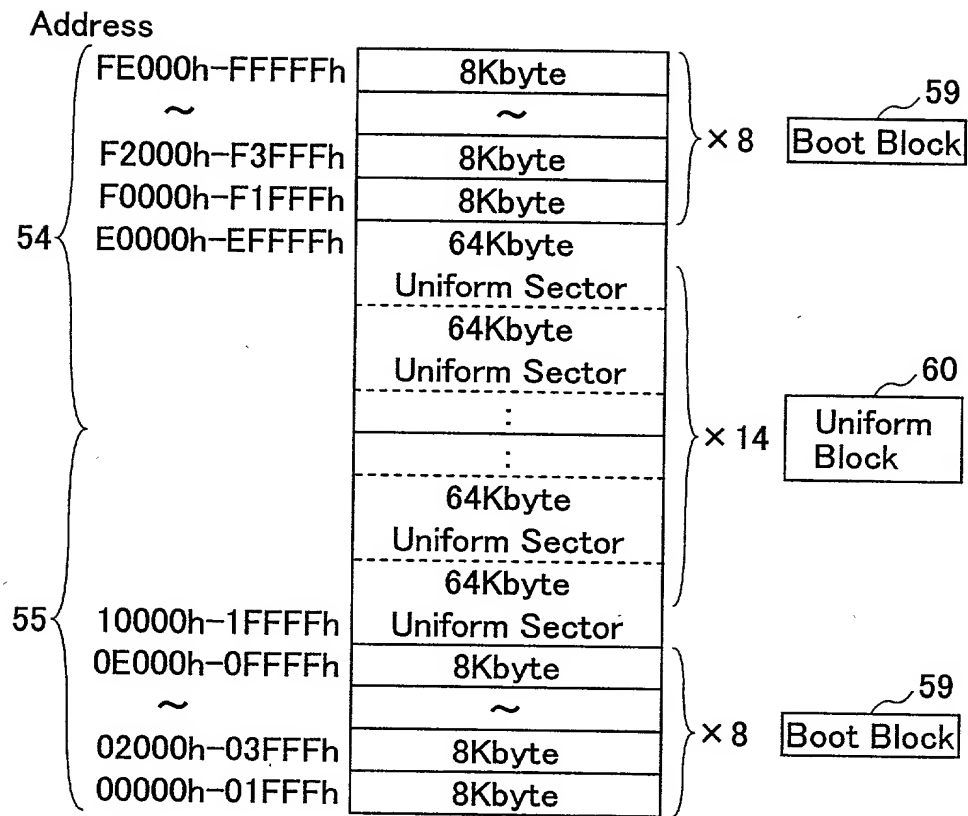 Address
FE000h-FFFFFh 8Kbyte
~ ~
F2000h-F3FFFh 8Kbyte
F0000h-F1FFFh 8Kbyte
× 8
59
Boot Block
54
E0000h-EFFFFh 64Kbyte
Uniform Sector
64Kbyte
Uniform Sector
:
:
64Kbyte
Uniform Sector
64Kbyte
10000h-1FFFFh Uniform Sector
× 14
60
Uniform
Block
55
0E000h-0FFFFh 8Kbyte
~ ~
02000h-03FFFh 8Kbyte
00000h-01FFFh 8Kbyte
× 8
59
Boot Block